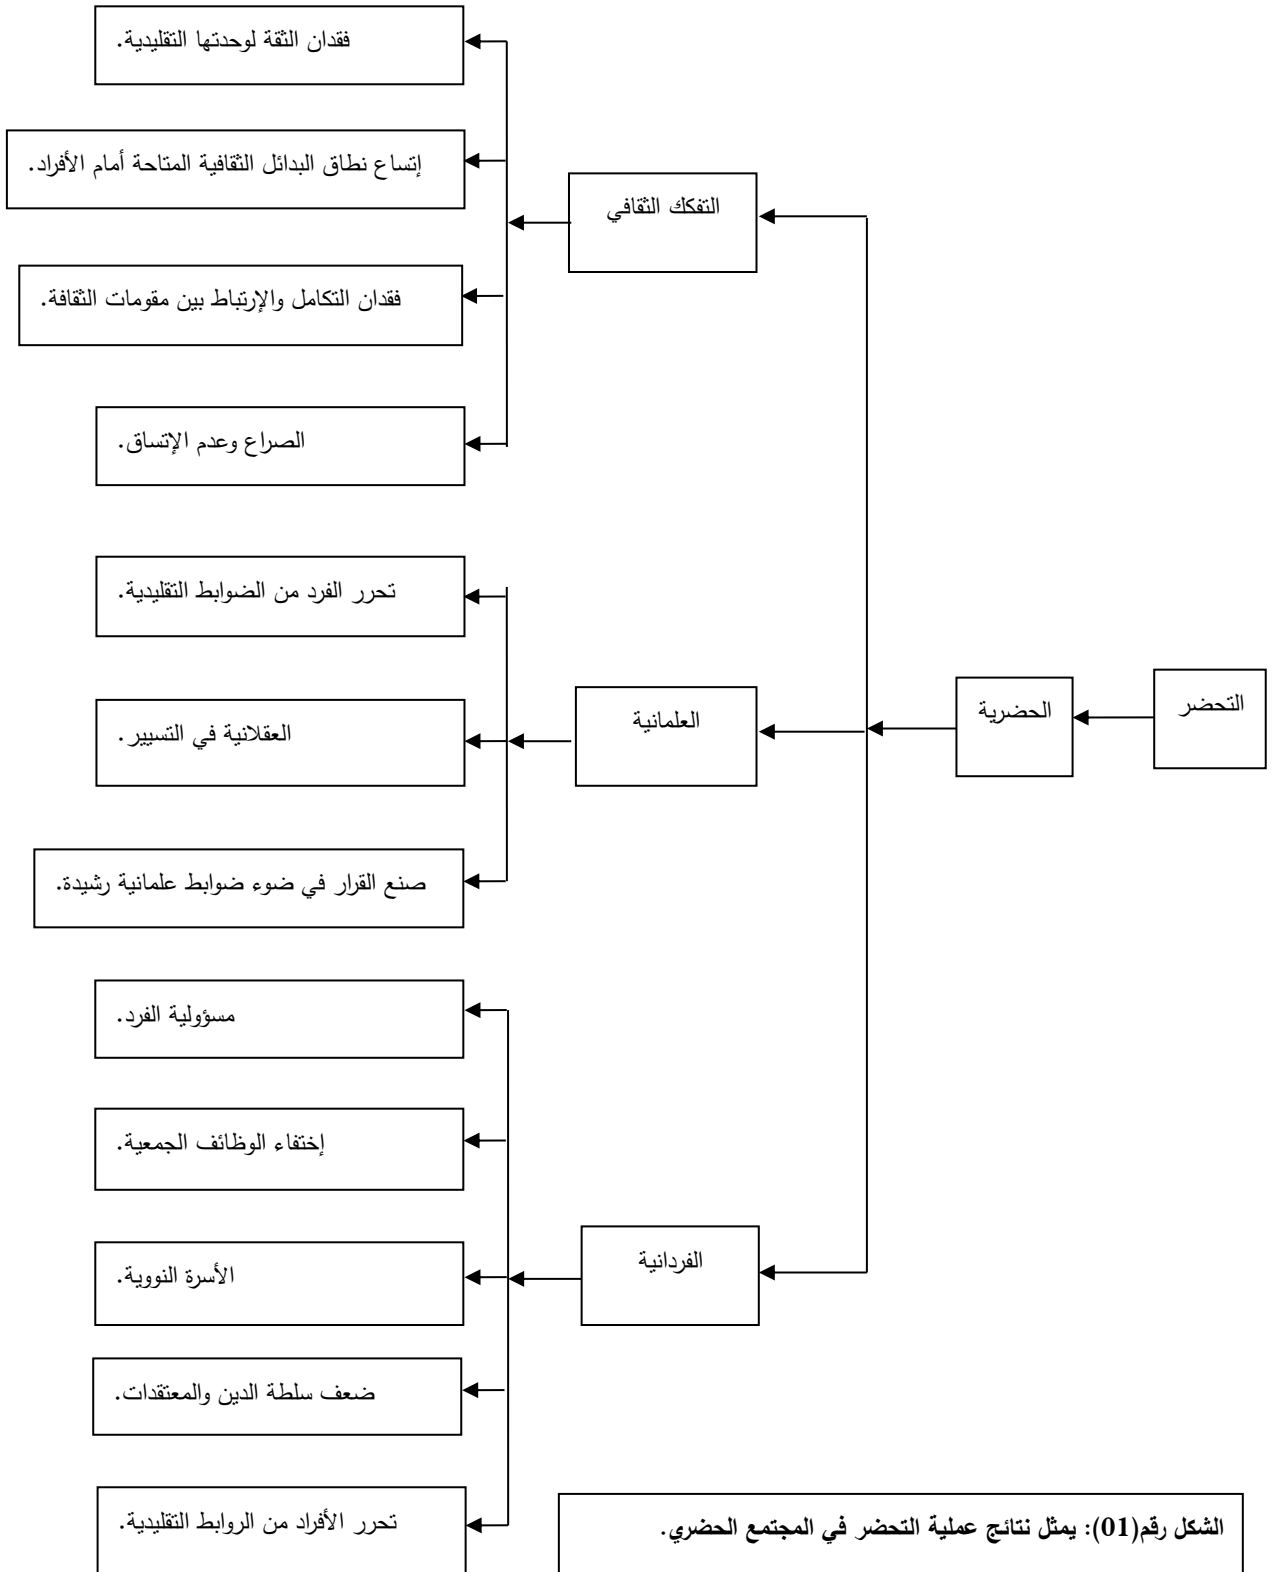 التحضر
الحضرية
التفكك الثقافي
فقدان الثقة لوحدتها التقليدية.
إتساع نطاق البدائل الثقافية المتاحة أمام الأفراد.
فقدان التكامل والإرتباط بين مقومات الثقافة.
الصراع وعدم الإتساق.
العلمانية
تحرر الفرد من الضوابط التقليدية.
العقلانية في التسيير.
صنع القرار في ضوء ضوابط علمانية رشيدة.
الفردانية
مسؤولية الفرد.
إختفاء الوظائف الجمعية.
الأسرة النووية.
ضعف سلطة الدين والمعتقدات.
تحرر الأفراد من الروابط التقليدية.
الشكل رقم(01): يمثل نتائج عملية التحضر في المجتمع الحضري.